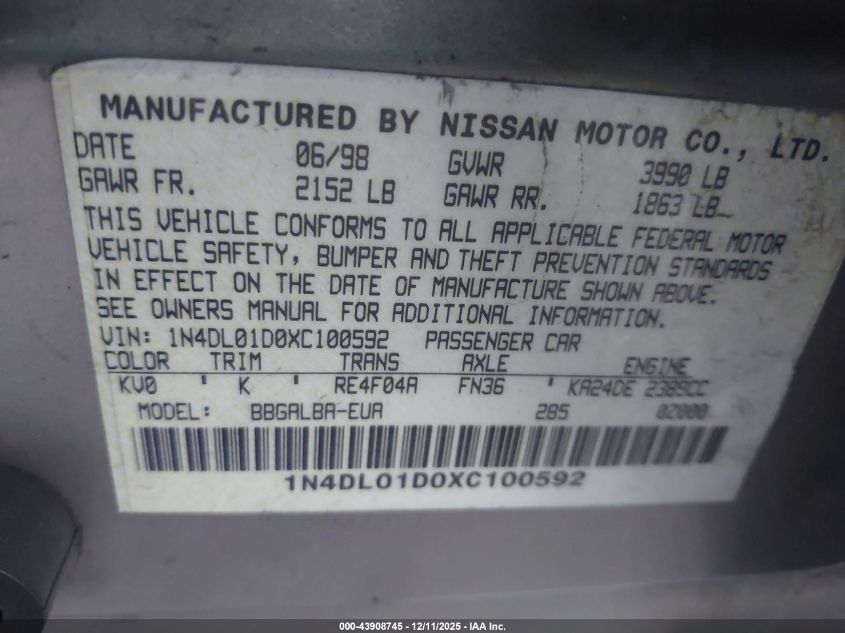 MANUFACTURED BY NISSAN MOTOR CO., LTD.
DATE 06/98 GVWR 3990 LB
GAWR FR. 2152 LB GAWR RR. 1863 LB
THIS VEHICLE CONFORMS TO ALL APPLICABLE FEDERAL MOTOR
VEHICLE SAFETY, BUMPER AND THEFT PREVENTION STANDARDS
IN EFFECT ON THE DATE OF MANUFACTURE SHOWN ABOVE.
SEE OWNERS MANUAL FOR ADDITIONAL INFORMATION.
VIN: 1N4DL01D0XC100592 PASSENGER CAR
COLOR TRIM TRANS AXLE ENGINE
KV0 ' K ' RE4F04A FN36 ' KA24DE 2389CC
MODEL: BBGALBA-EUA 285 02000
1N4DL01D0XC100592
000-43908745 - 12/11/2025 - IAA Inc.